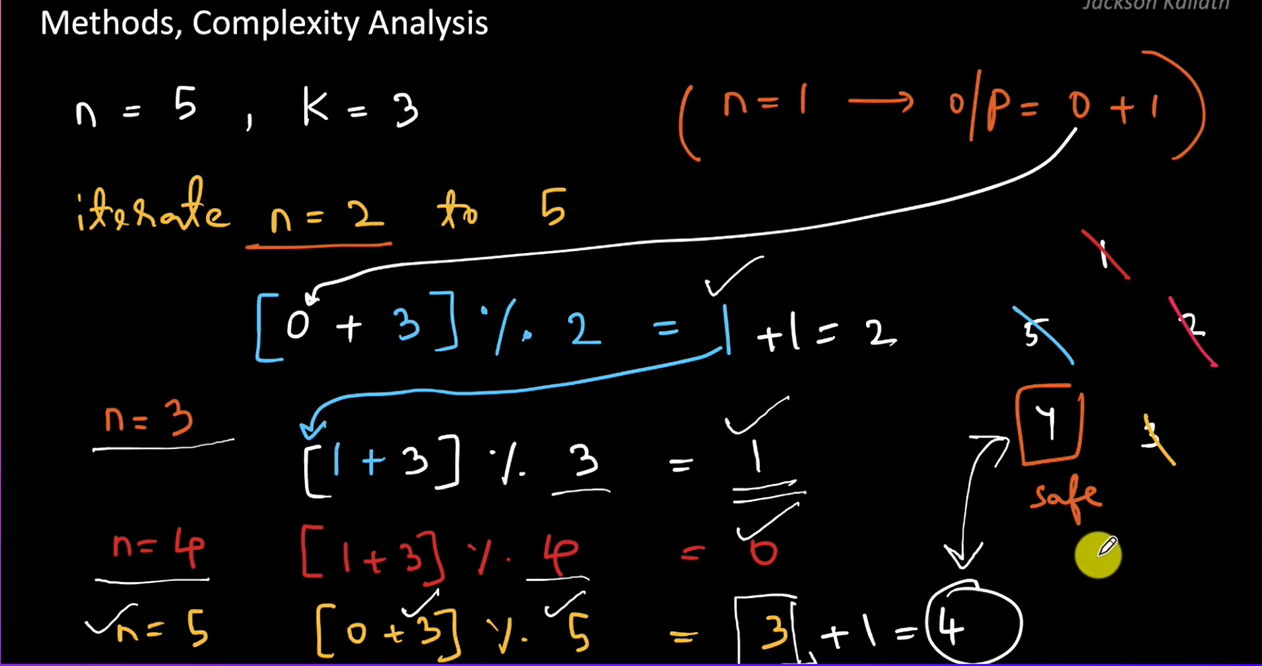 Jackson Kailath
Methods, Complexity Analysis
n = 5 , K = 3
( n = 1 → o/p = 0 + 1 )
iterate n = 2 to 5
[0 + 3] % 2 = 1 + 1 = 2
n = 3 [1 + 3] % 3 = 1
n = 4 [1 + 3] % 4 = 0
n = 5 [0 + 3] % 5 = 3 + 1 = 4
1
5 2
4 3
safe